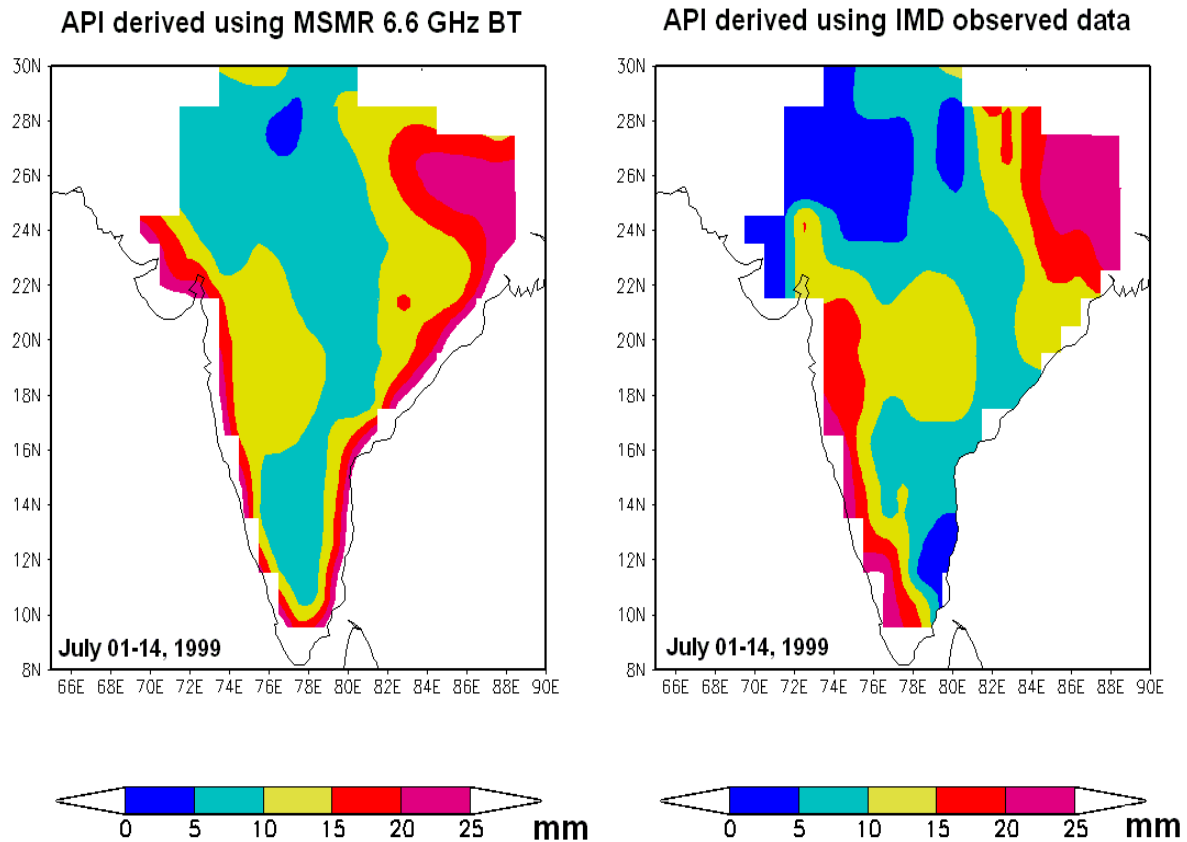 API derived using MSMR 6.6 GHz BT
30N
28N
26N
24N
22N
20N
18N
16N
14N
12N
10N
8N
July 01-14, 1999
66E 70E 72E 74E 76E 78E 80E 82E 84E 86E 88E 90E
0 5 10 15 20 25 mm
API derived using IMD observed data
30N
28N
26N
24N
22N
20N
18N
16N
14N
12N
10N
8N
July 01-14, 1999
66E 70E 72E 74E 76E 78E 80E 82E 84E 86E 88E 90E
0 5 10 15 20 25 mm